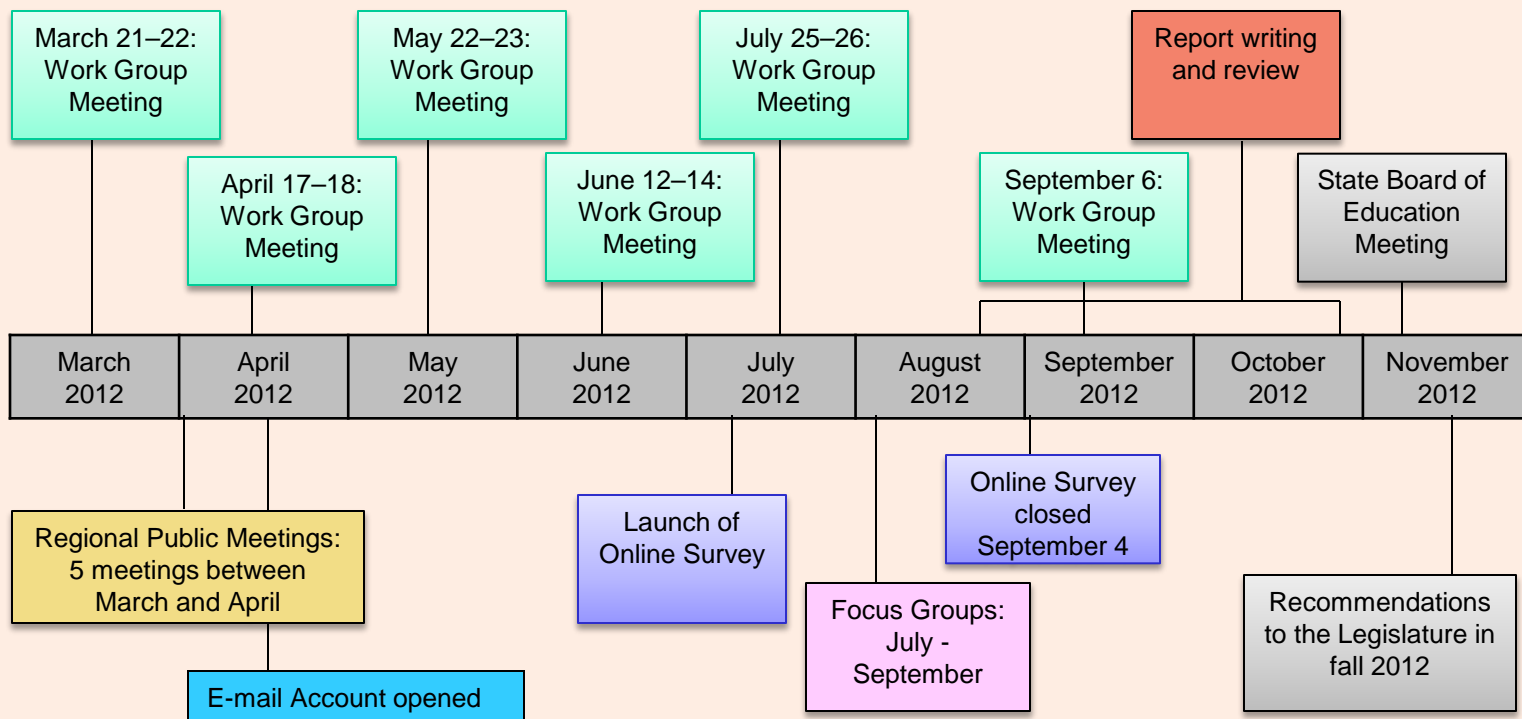 March 21–22:
Work Group
Meeting
May 22–23:
Work Group
Meeting
July 25–26:
Work Group
Meeting
Report writing
and review
April 17–18:
Work Group
Meeting
June 12–14:
Work Group
Meeting
September 6:
Work Group
Meeting
State Board of
Education
Meeting
March
2012
April
2012
May
2012
June
2012
July
2012
August
2012
September
2012
October
2012
November
2012
Regional Public Meetings:
5 meetings between
March and April
Launch of
Online Survey
Online Survey
closed
September 4
Focus Groups:
July -
September
Recommendations
to the Legislature in
fall 2012
E-mail Account opened